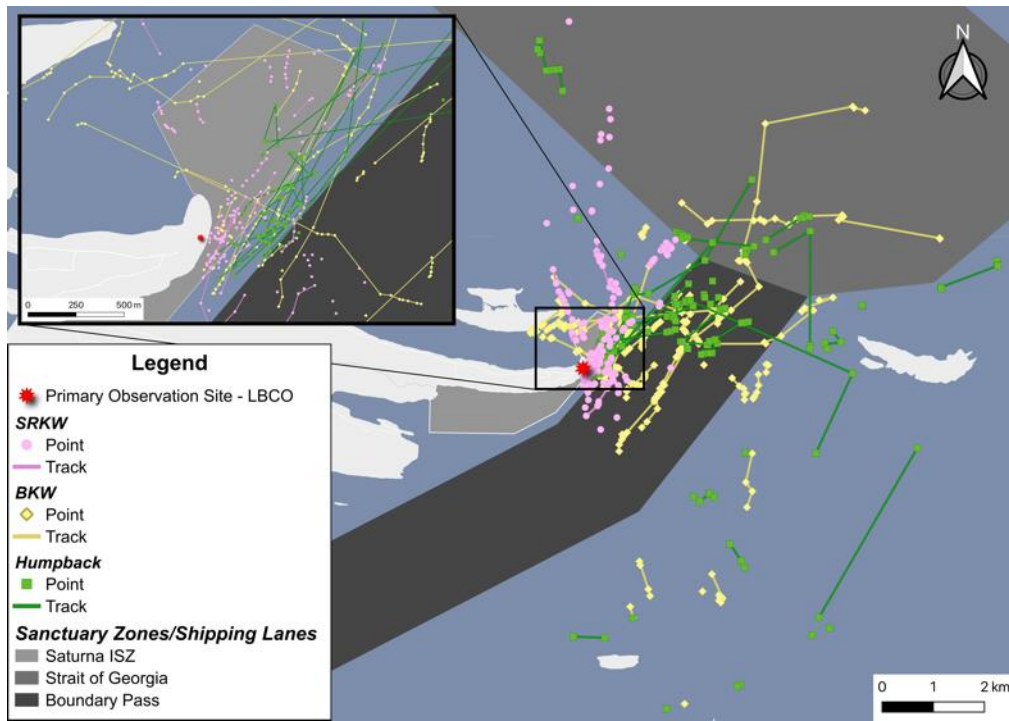 N
0 250 500 m
Legend
Primary Observation Site - LBCO
SRKW
Point
Track
BKW
Point
Track
Humpback
Point
Track
Sanctuary Zones/Shipping Lanes
Saturna ISZ
Strait of Georgia
Boundary Pass
0 1 2 km